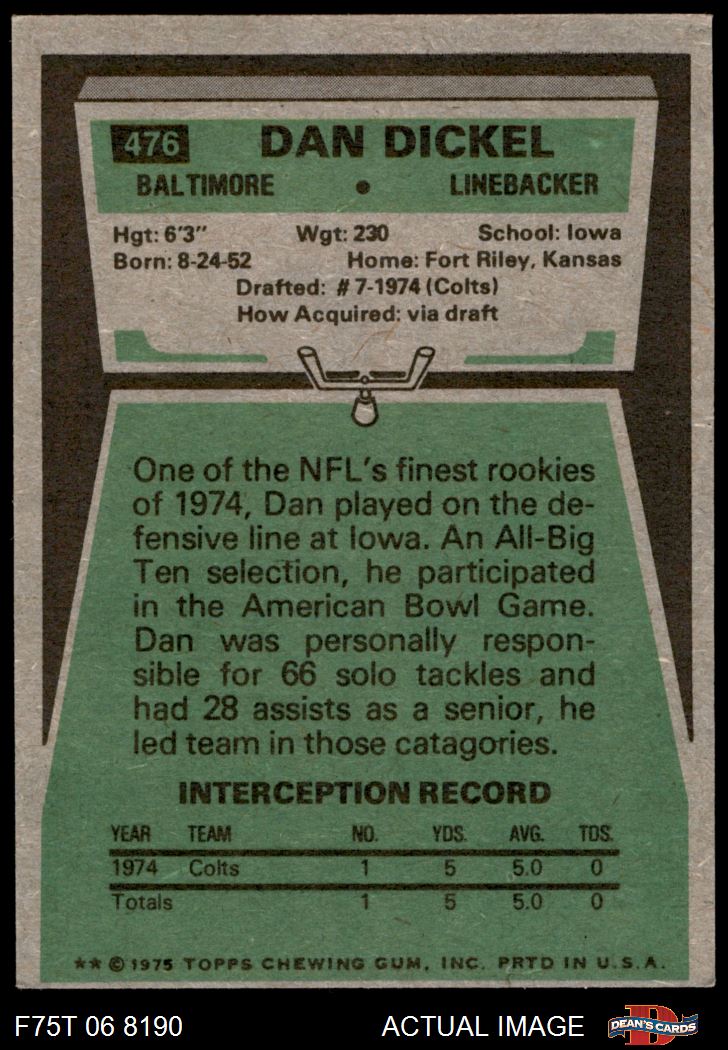 476 DAN DICKEL
BALTIMORE • LINEBACKER
Hgt: 6'3" Wgt: 230 School: Iowa
Born: 8-24-52 Home: Fort Riley, Kansas
Drafted: #7-1974 (Colts)
How Acquired: via draft
One of the NFL's finest rookies
of 1974, Dan played on the de-
fensive line at Iowa. An All-Big
Ten selection, he participated
in the American Bowl Game.
Dan was personally respon-
sible for 66 solo tackles and
had 28 assists as a senior, he
led team in those catagories.
INTERCEPTION RECORD
YEAR TEAM NO. YDS. AVG. TDS.
1974 Colts 1 5 5.0 0
Totals 1 5 5.0 0
** © 1975 TOPPS CHEWING GUM, INC. PRTD IN U.S.A.
F75T 06 8190 ACTUAL IMAGE D DEAN'S CARDS